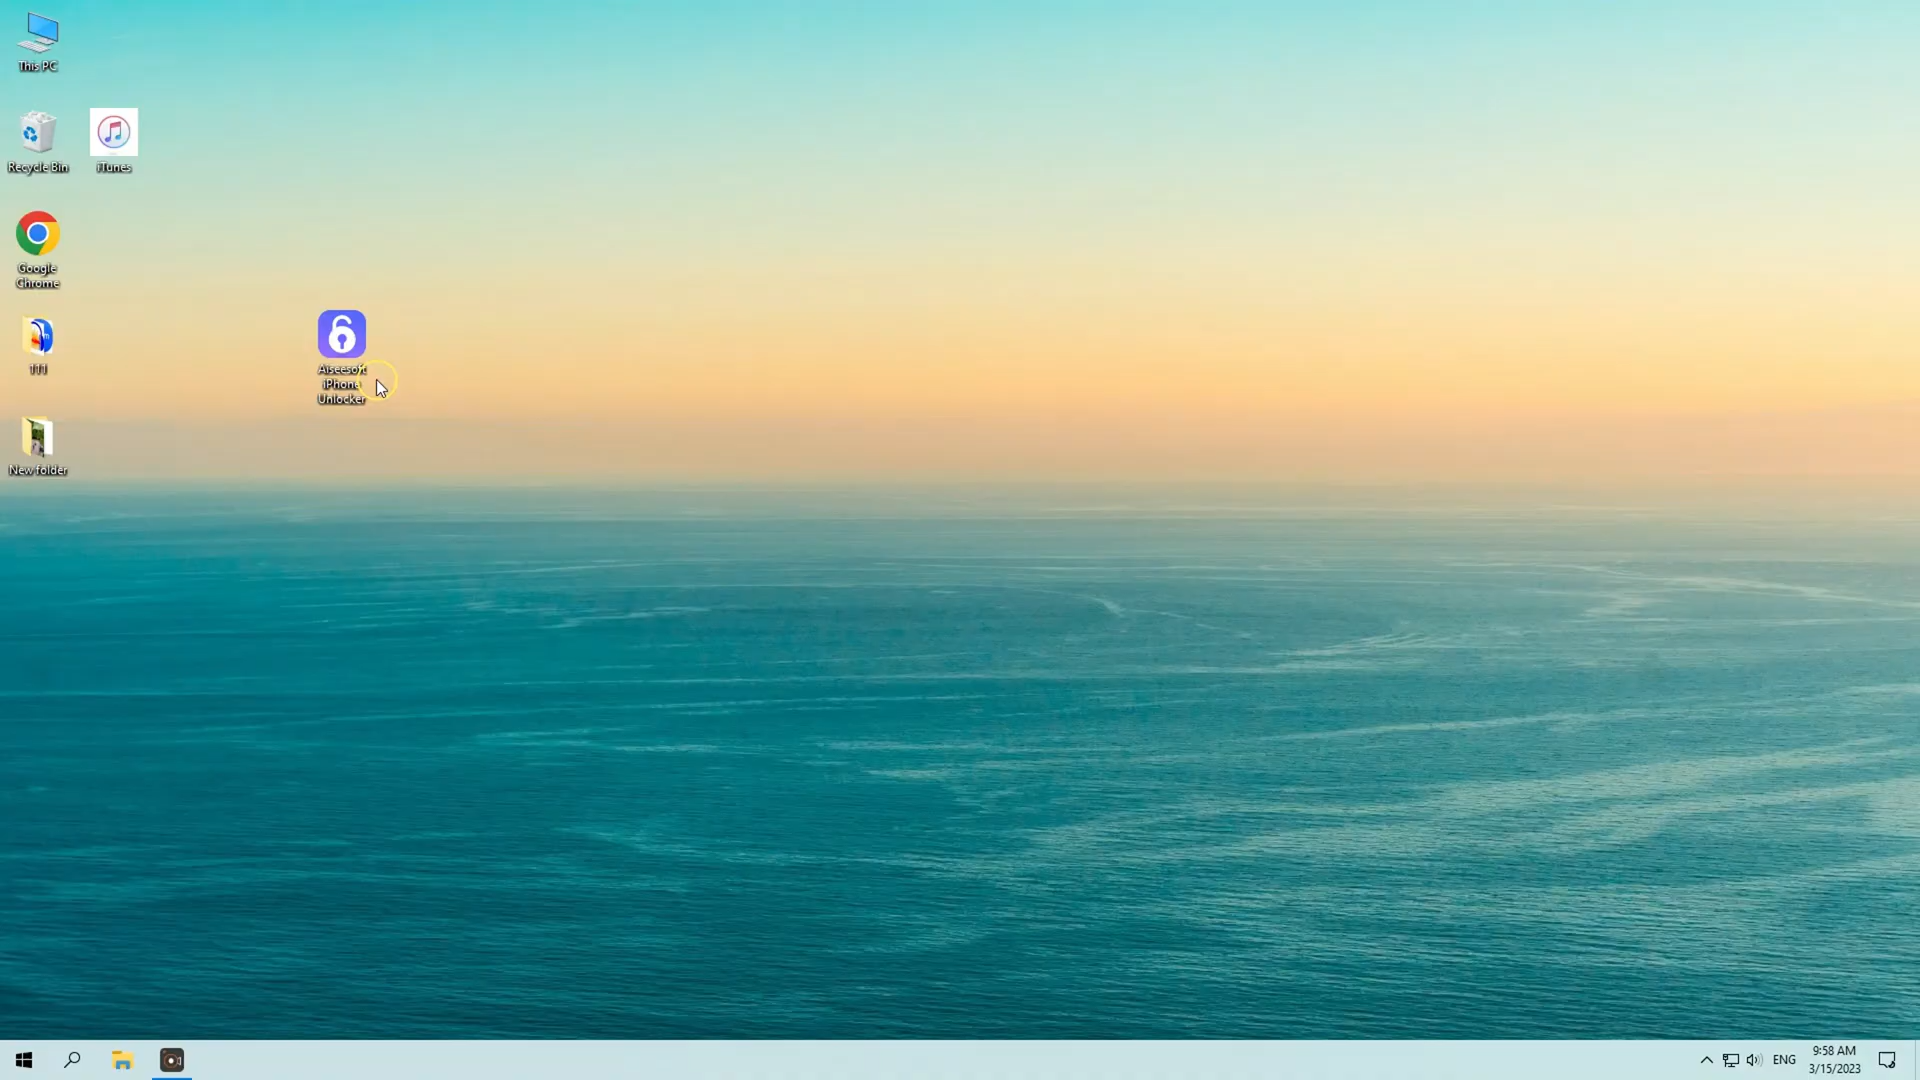 This PC
Recycle Bin
iTunes
Google
Chrome
Aiseesoft
iPhone
Unlocker
111
New folder
ENG
9:58 AM
3/15/2023